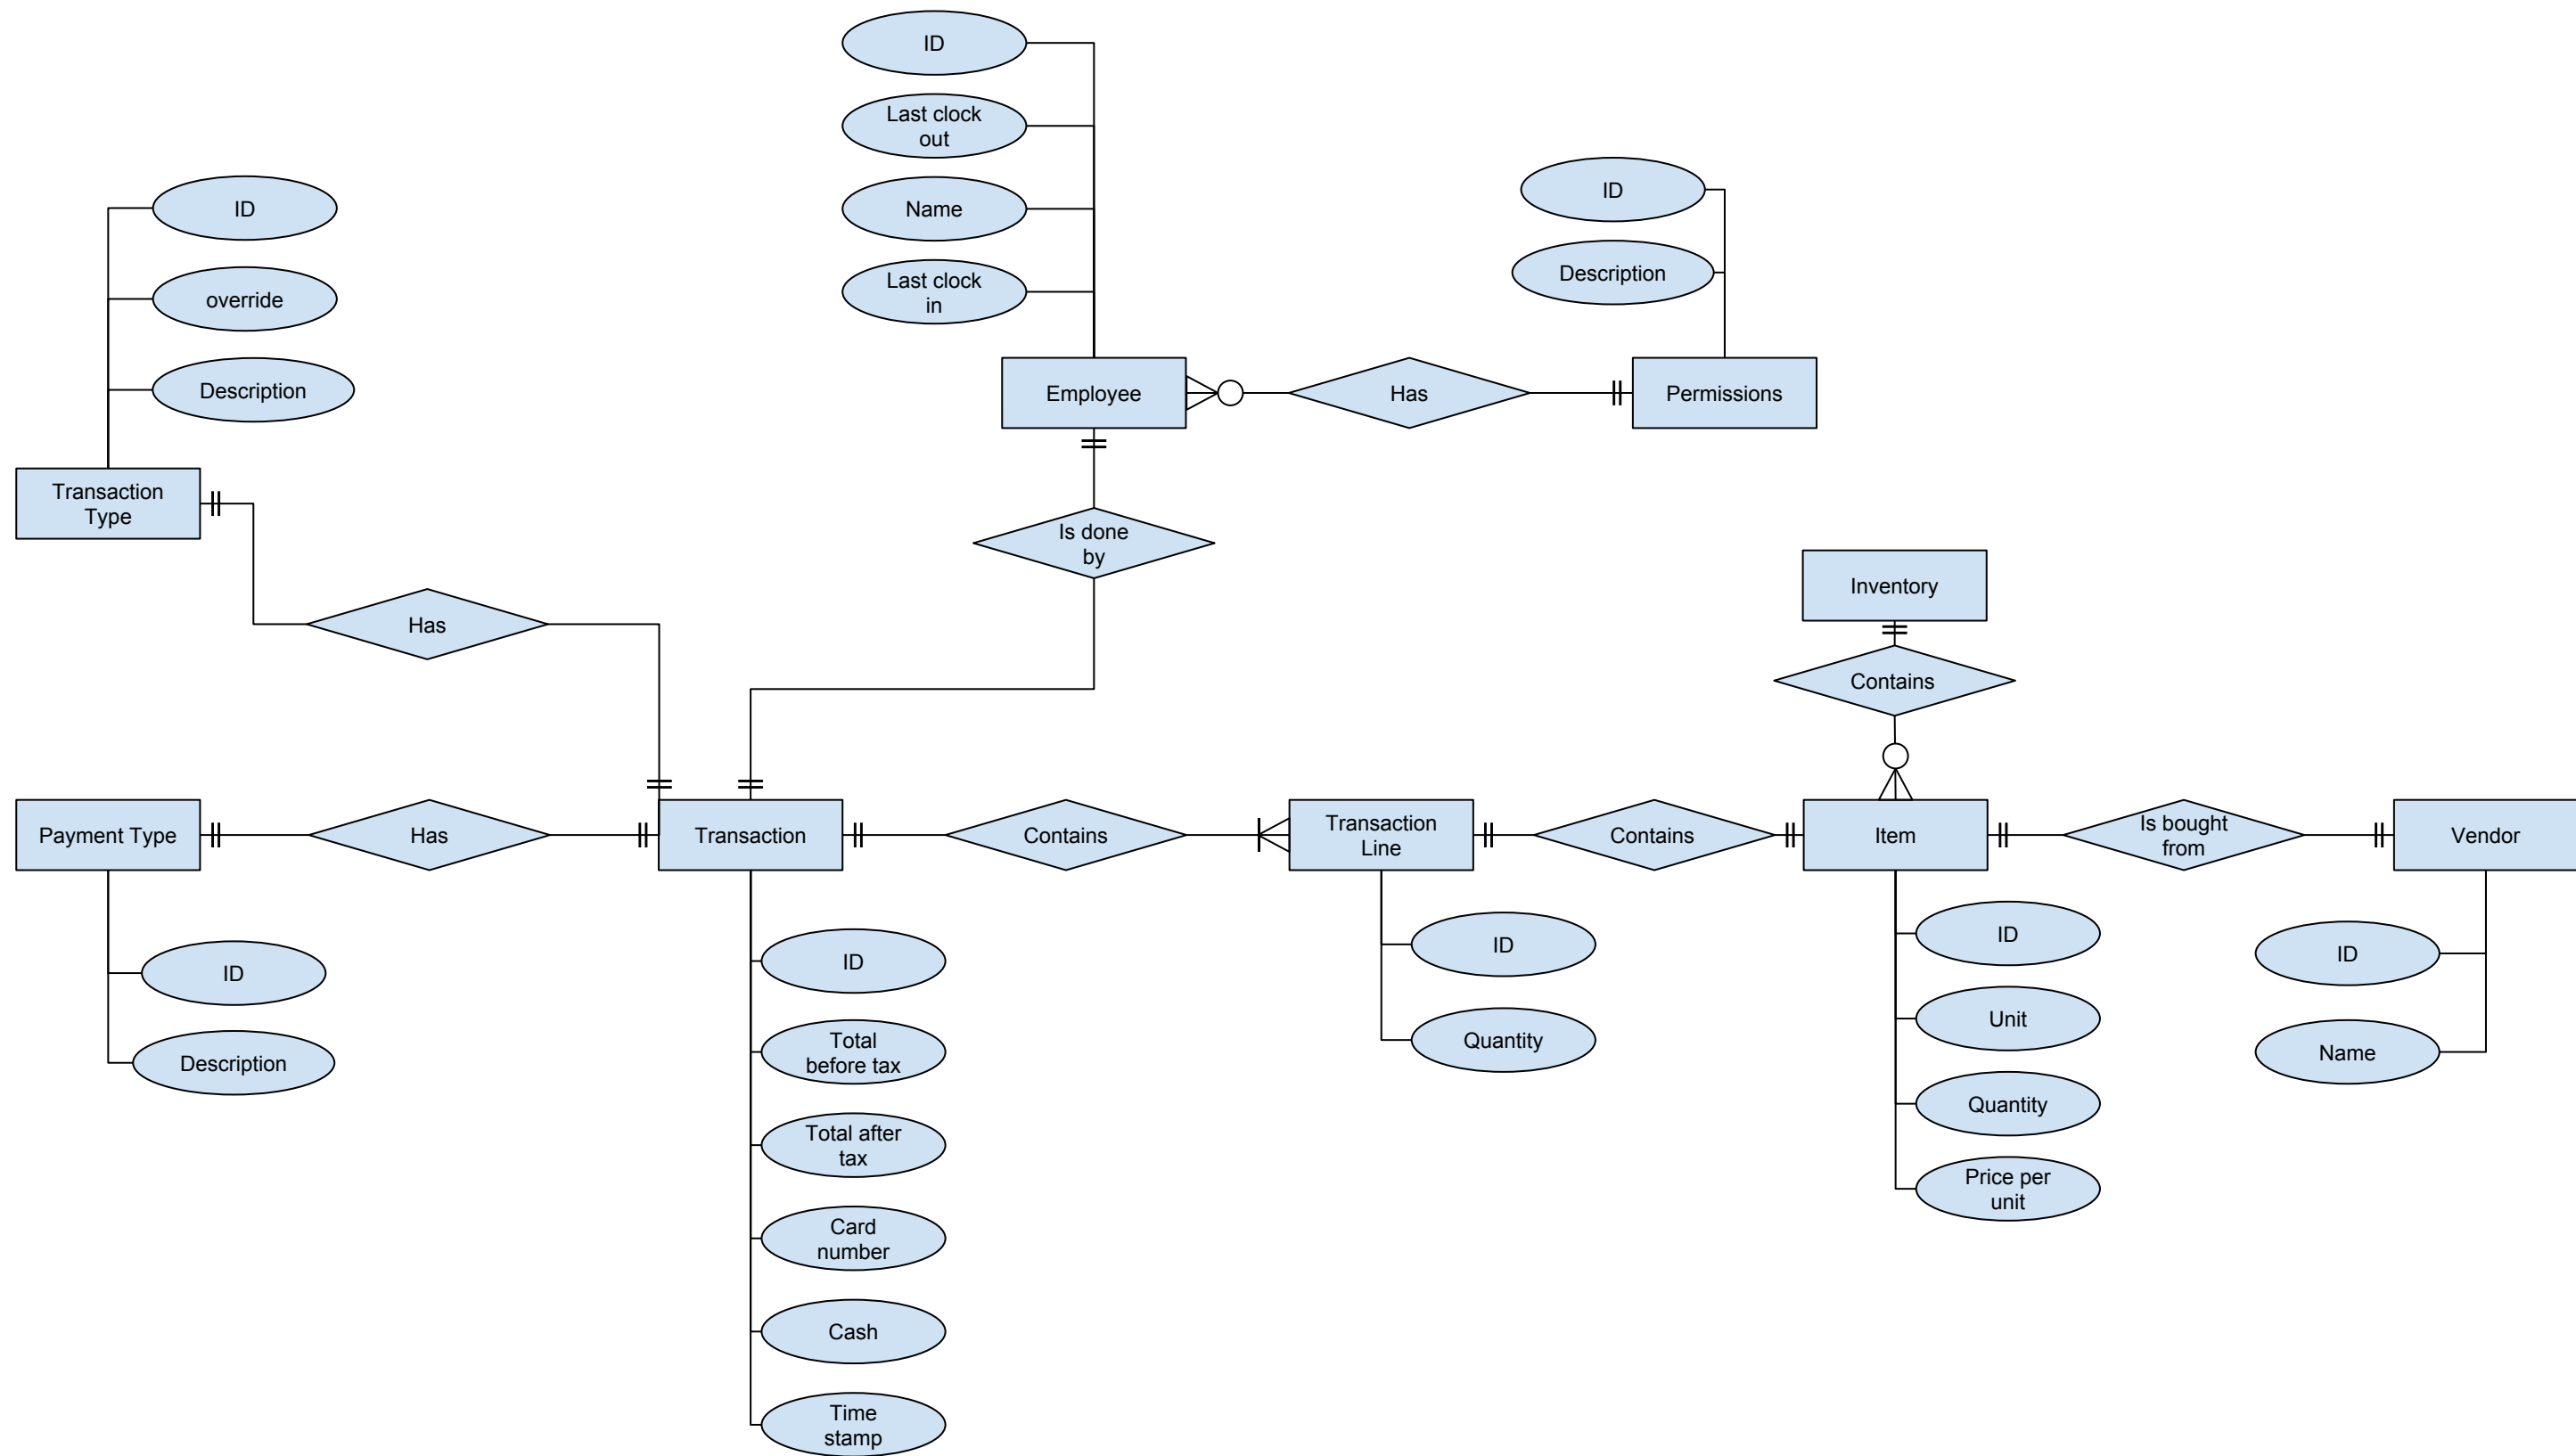 ID
Last clock
out
Name
Last clock
in
ID
Description
ID
override
Description
Employee
Has
Permissions
Transaction
Type
Is done
by
Has
Inventory
Contains
Payment Type
Has
Transaction
Contains
Transaction
Line
Contains
Item
Is bought
from
Vendor
ID
Description
ID
Total
before tax
Total after
tax
Card
number
Cash
Time
stamp
ID
Quantity
ID
Unit
Quantity
Price per
unit
ID
Name